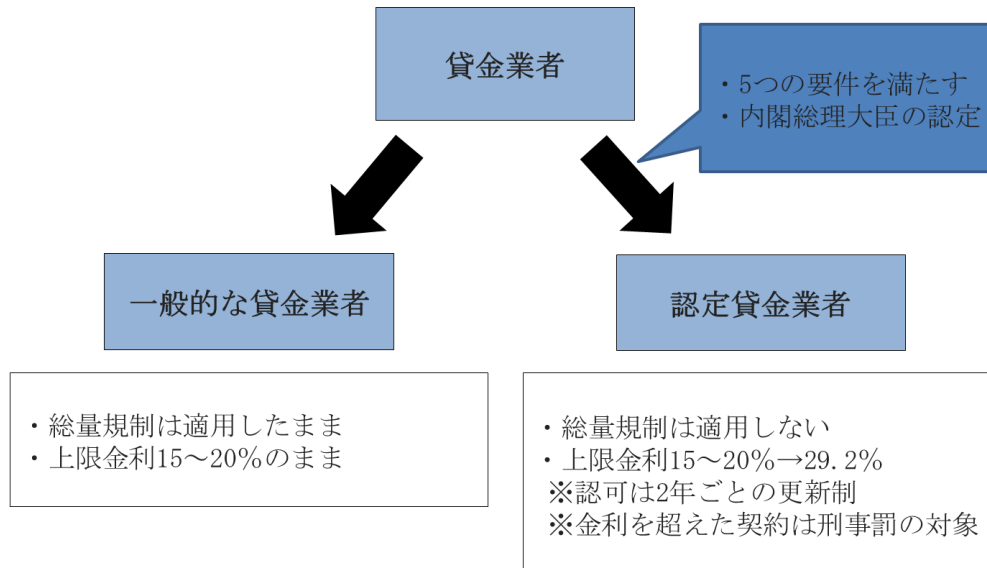 貸金業者
・5つの要件を満たす
・内閣総理大臣の認定
一般的な貸金業者
認定貸金業者
・総量規制は適用したまま
・上限金利15～20%のまま
・総量規制は適用しない
・上限金利15～20%→29.2%
※認可は2年ごとの更新制
※金利を超えた契約は刑事罰の対象